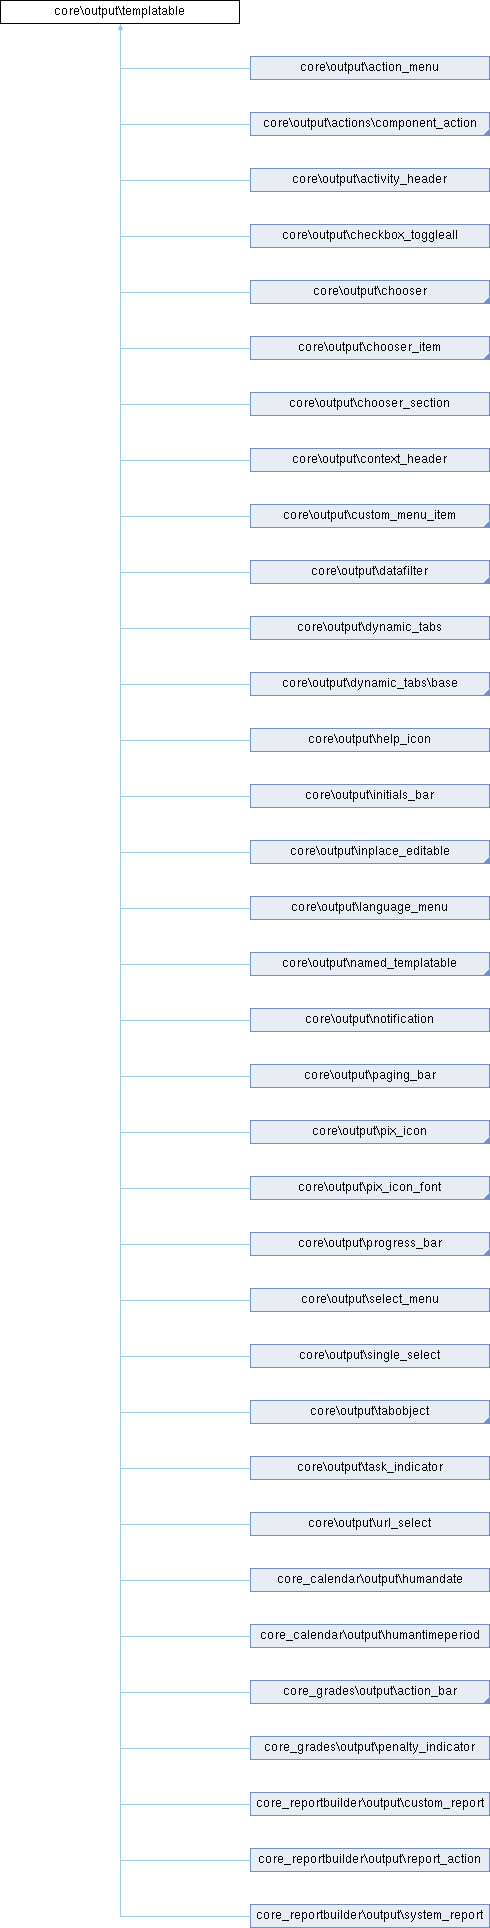 core\output\templatable
core\output\action_menu
core\output\actions\component_action
core\output\activity_header
core\output\checkbox_toggleall
core\output\chooser
core\output\chooser_item
core\output\chooser_section
core\output\context_header
core\output\custom_menu_item
core\output\datafilter
core\output\dynamic_tabs
core\output\dynamic_tabs\base
core\output\help_icon
core\output\initials_bar
core\output\inplace_editable
core\output\language_menu
core\output\named_templatable
core\output\notification
core\output\paging_bar
core\output\pix_icon
core\output\pix_icon_font
core\output\progress_bar
core\output\select_menu
core\output\single_select
core\output\tabobject
core\output\task_indicator
core\output\url_select
core_calendar\output\humandate
core_calendar\output\humantimeperiod
core_grades\output\action_bar
core_grades\output\penalty_indicator
core_reportbuilder\output\custom_report
core_reportbuilder\output\report_action
core_reportbuilder\output\system_report